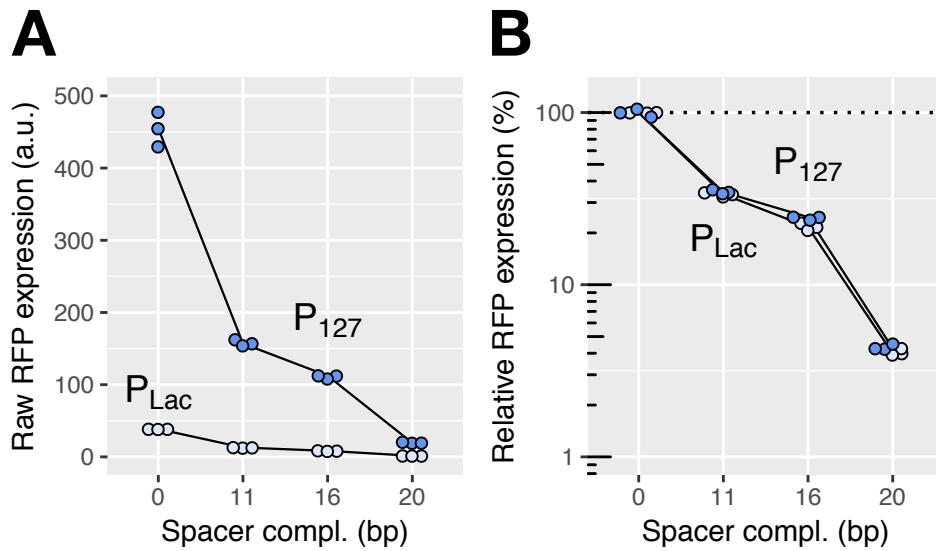 A
Raw RFP expression (a.u.)
500
400
300
200
100
0
P127
PLac
0 11 16 20
Spacer compl. (bp)
B
Relative RFP expression (%)
100
10
1
P127
PLac
0 11 16 20
Spacer compl. (bp)